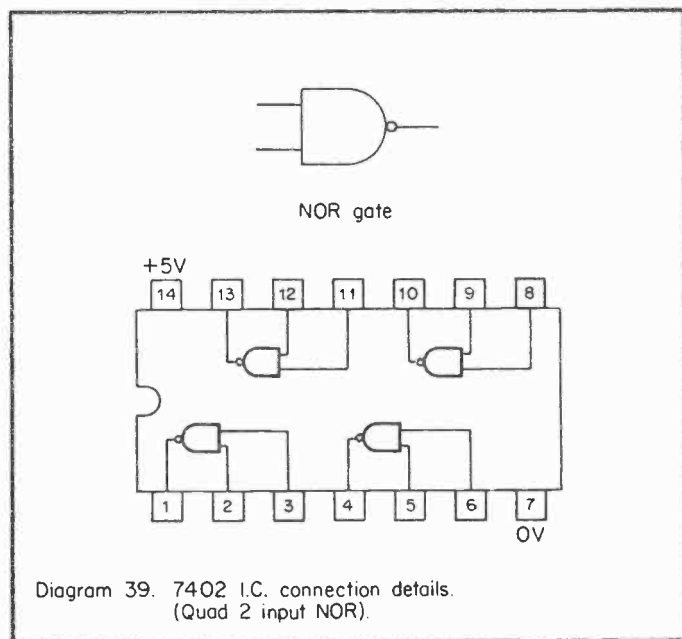 NOR gate
+5V
14 13 12 11 10 9 8
1 2 3 4 5 6 7
0V
Diagram 39. 7402 I.C. connection details.
(Quad 2 input NOR).